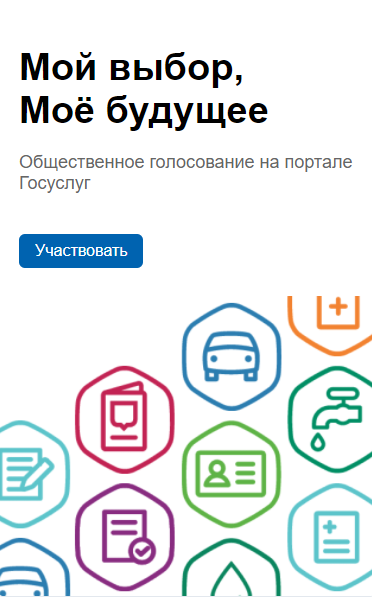 Мой выбор,
Моё будущее
Общественное голосование на портале
Госуслуг
Участвовать